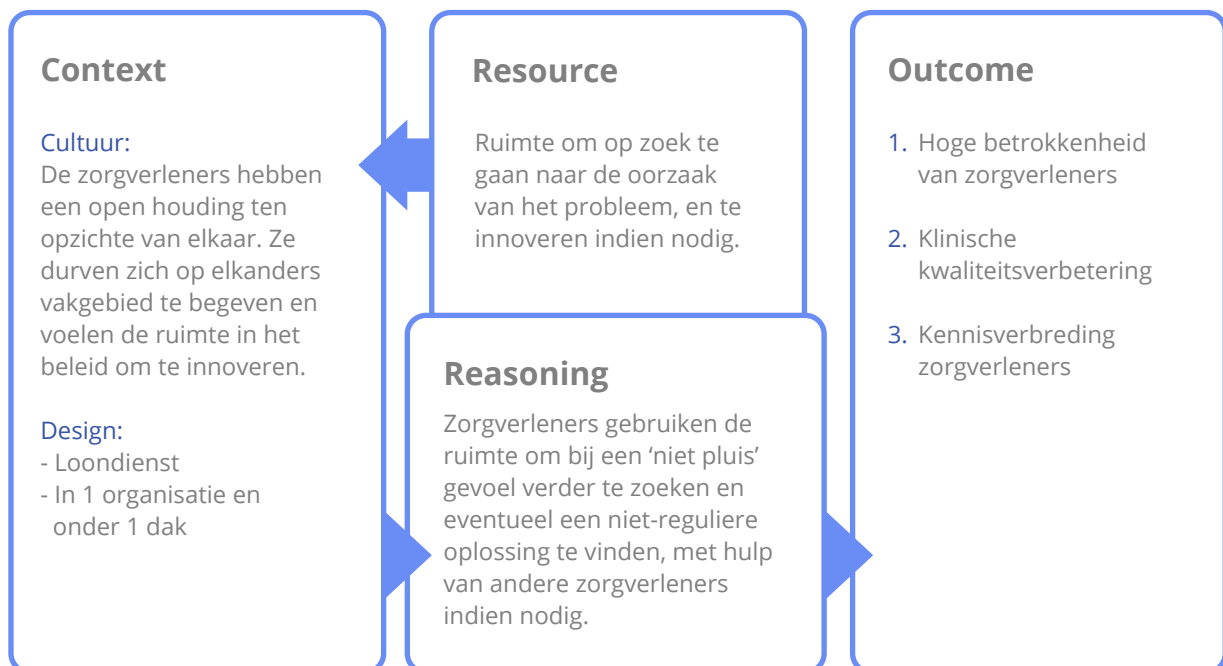 Context
Cultuur:
De zorgverleners hebben
een open houding ten
opzichte van elkaar. Ze
durven zich op elkanders
vakgebied te begeven en
voelen de ruimte in het
beleid om te innoveren.
Design:
- Loondienst
- In 1 organisatie en
onder 1 dak
Resource
Ruimte om op zoek te
gaan naar de oorzaak
van het probleem, en te
innoveren indien nodig.
Reasoning
Zorgverleners gebruiken de
ruimte om bij een ‘niet pluis’
gevoel verder te zoeken en
eventueel een niet-reguliere
oplossing te vinden, met hulp
van andere zorgverleners
indien nodig.
Outcome
1. Hoge betrokkenheid
van zorgverleners
2. Klinische
kwaliteitsverbetering
3. Kennisverbreding
zorgverleners